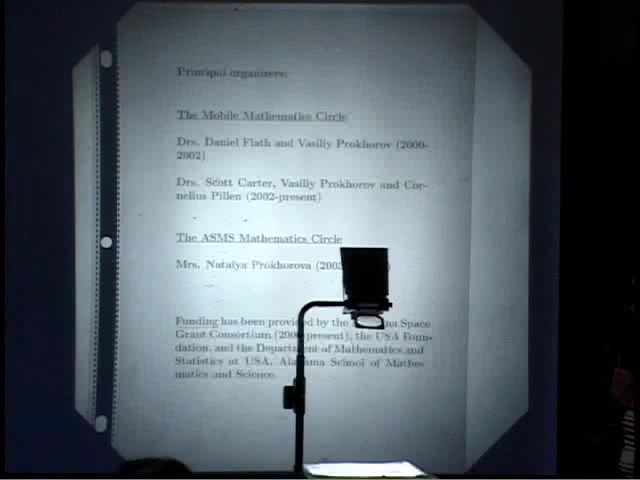 Principal organizers:
The Mobile Mathematics Circle
Drs. Daniel Flath and Vasiliy Prokhorov (2000-
2002)
Drs. Scott Carter, Vasiliy Prokhorov and Cor-
nelius Pillen (2002-present)
The ASMS Mathematics Circle
Mrs. Natalya Prokhorova (200
Funding has been provided by the Space
Grant Consortium (200 present), the USA Foun-
dation, and the Department of Mathematics and
Statistics at USA, Alabama School of Mathe-
matics and Science.